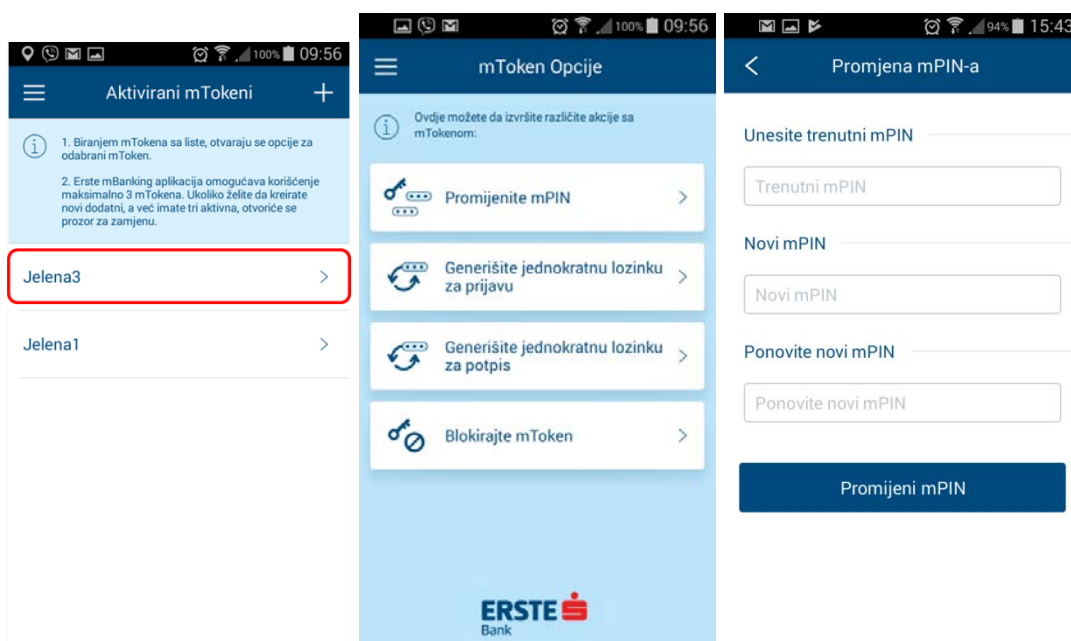 100% 09:56
Aktivirani mTokeni
1. Biranjem mTokena sa liste, otvaraju se opcije za
odabrani mToken.
2. Erste mBanking aplikacija omogućava korišćenje
maksimalno 3 mTokena. Ukoliko želite da kreirate
novi dodatni, a već imate tri aktivna, otvoriće se
prozor za zamjenu.
Jelena3
Jelena1
100% 09:56
mToken Opcije
Ovdje možete da izvršite različite akcije sa
mTokenom:
Promijenite mPIN
Generišite jednokratnu lozinku
za prijavu
Generišite jednokratnu lozinku
za potpis
Blokirajte mToken
ERSTE
Bank
94% 15:43
Promjena mPIN-a
Unesite trenutni mPIN
Trenutni mPIN
Novi mPIN
Novi mPIN
Ponovite novi mPIN
Ponovite novi mPIN
Promijeni mPIN